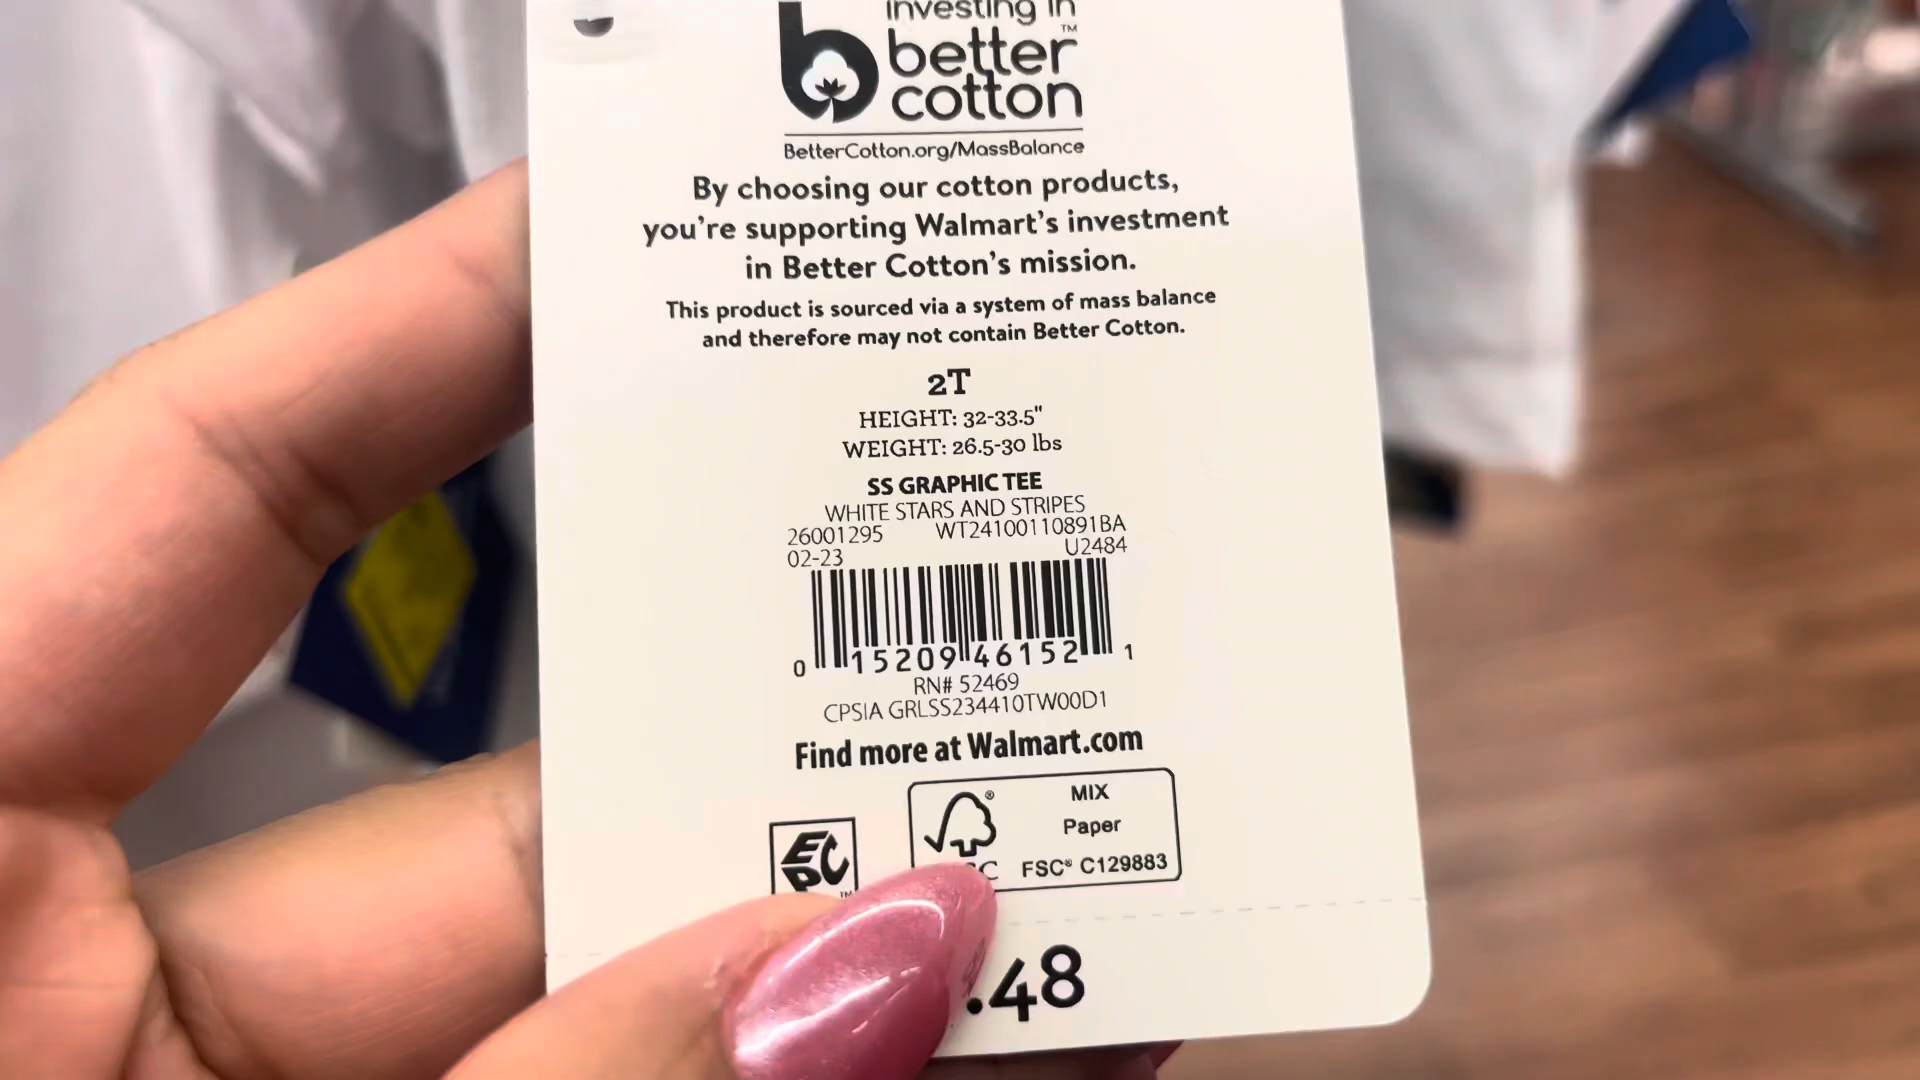 investing in
better™
cotton
BetterCotton.org/MassBalance
By choosing our cotton products,
you're supporting Walmart's investment
in Better Cotton's mission.
This product is sourced via a system of mass balance
and therefore may not contain Better Cotton.
2T
HEIGHT: 32-33.5"
WEIGHT: 26.5-30 lbs
SS GRAPHIC TEE
WHITE STARS AND STRIPES
26001295 WT24100110891BA
02-23 U2484
0 15209 46152 1
RN# 52469
CPSIA GRLSS234410TW00D1
Find more at Walmart.com
MIX
Paper
FSC® C129883
EPC™
.48